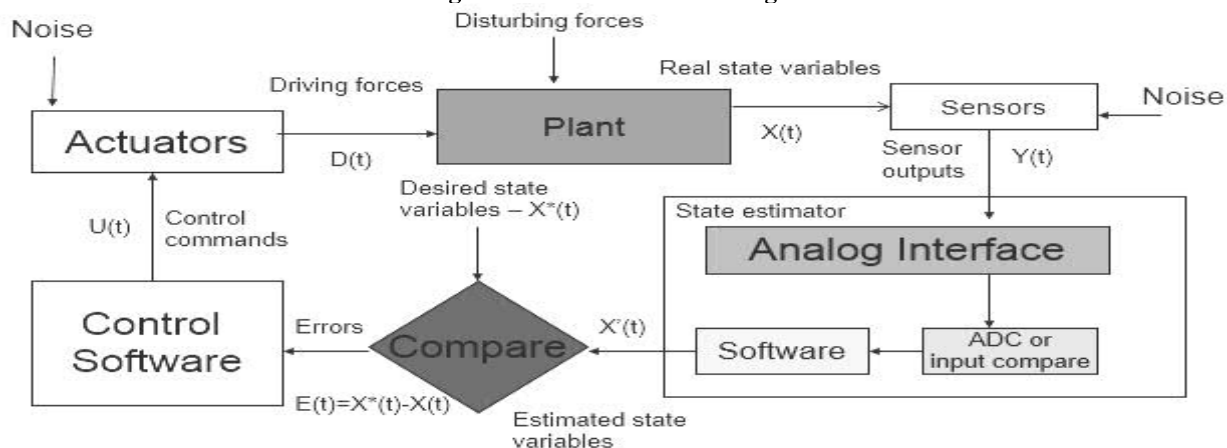 Noise
Disturbing forces
Driving forces
Real state variables
Actuators
D(t)
Plant
X(t)
Sensors
Noise
Sensor
outputs
Y(t)
Desired state
variables – X*(t)
U(t)
Control
commands
State estimator
Analog Interface
Control
Software
Errors
E(t)=X*(t)-X(t)
Compare
X'(t)
Software
ADC or
input compare
Estimated state
variables